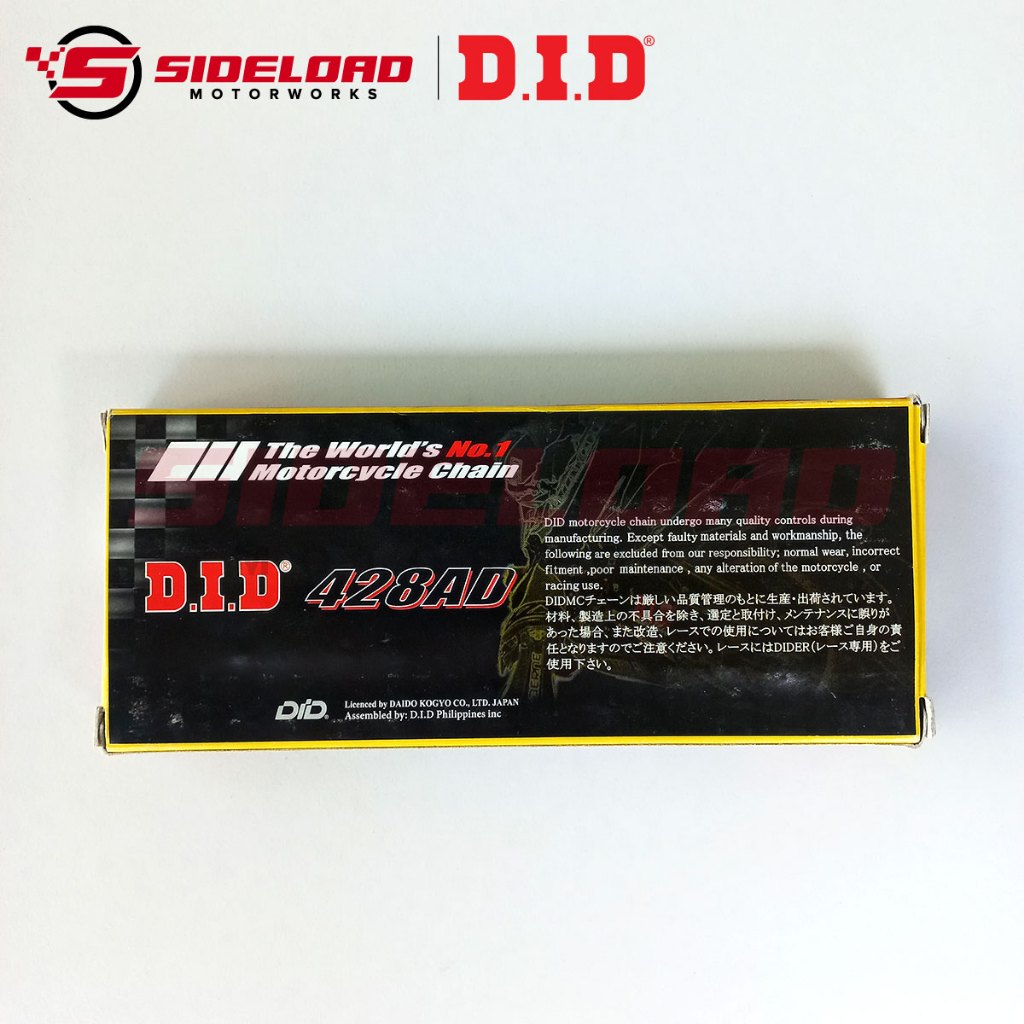 SIDELOAD
MOTORWORKS
D.I.D®
The World's No.1
Motorcycle Chain
SIDELOAD
D.I.D® 428AD
DID motorcycle chain undergo many quality controls during
manufacturing. Except faulty materials and workmanship, the
following are excluded from our responsibility; normal wear, incorrect
fitment ,poor maintenance , any alteration of the motorcycle , or
racing use.
DIDMCチェーンは厳しい品質管理のもとに生産・出荷されています。
材料、製造上の不具合を除き、選定と取付け、メンテナンスに誤りが
あった場合、また改造、レースでの使用についてはお客様ご自身の責
任となりますのでご注意ください。レースにはDIDER(レース専用)をご
使用下さい。
DID®
Licenced by DAIDO KOGYO CO., LTD. JAPAN
Assembled by: D.I.D Philippines inc